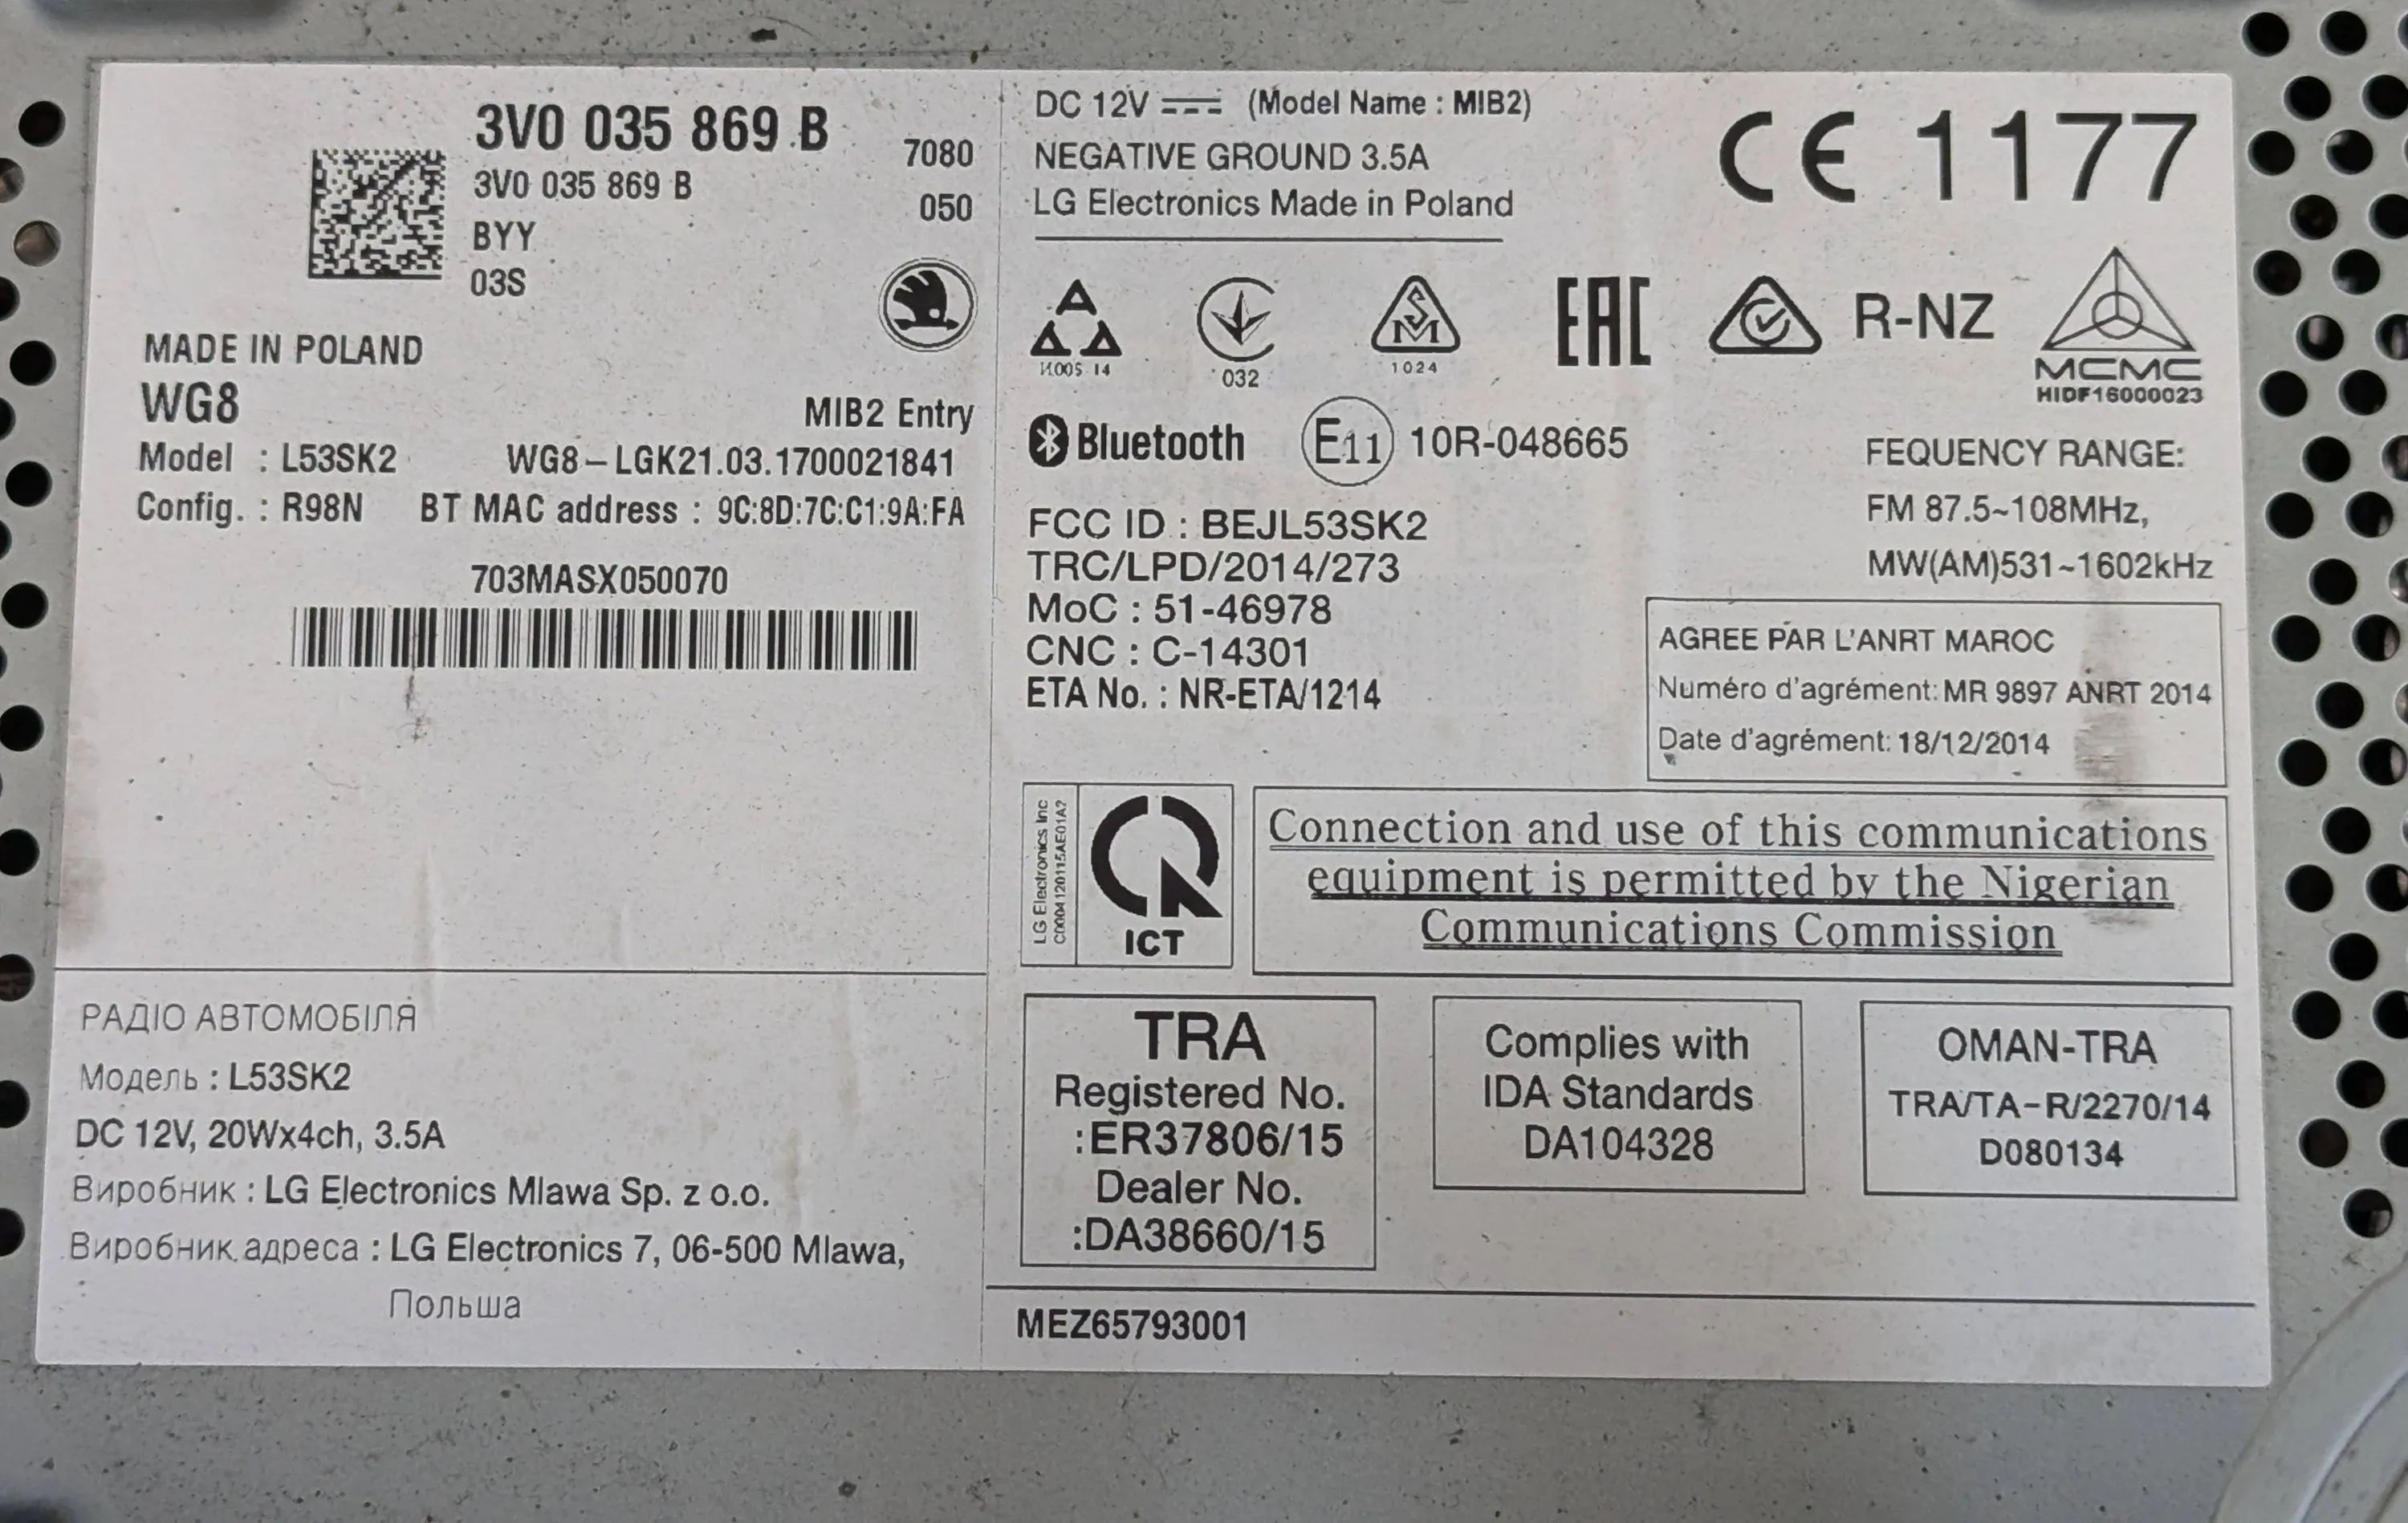 3V0 035 869 B
3V0 035 869 B
7080
BYY
050
03S
MADE IN POLAND
WG8
MIB2 Entry
Model : L53SK2 WG8-LGK21.03.1700021841
Config. : R98N BT MAC address : 9C:8D:7C:C1:9A:FA
703MASX050070
РАДІО АВТОМОБІЛЯ
Модель : L53SK2
DC 12V, 20Wx4ch, 3.5A
Виробник : LG Electronics Mlawa Sp. z o.o.
Виробник адреса : LG Electronics 7, 06-500 Mlawa,
Польша
DC 12V (Model Name : MIB2)
NEGATIVE GROUND 3.5A
LG Electronics Made in Poland
CE 1177
И005 14
032
SM
1024
EAC
R-NZ
MCMC
HIDF16000023
Bluetooth E11 10R-048665
FCC ID : BEJL53SK2
TRC/LPD/2014/273
MoC : 51-46978
CNC : C-14301
ETA No. : NR-ETA/1214
FEQUENCY RANGE:
FM 87.5~108MHz,
MW(AM)531~1602kHz
AGREE PAR L'ANRT MAROC
Numéro d'agrément: MR 9897 ANRT 2014
Date d'agrément: 18/12/2014
LG Electronics Inc
C0004120115AE01A2
ICT
Connection and use of this communications
equipment is permitted by the Nigerian
Communications Commission
TRA
Registered No.
:ER37806/15
Dealer No.
:DA38660/15
Complies with
IDA Standards
DA104328
OMAN-TRA
TRA/TA-R/2270/14
D080134
MEZ65793001